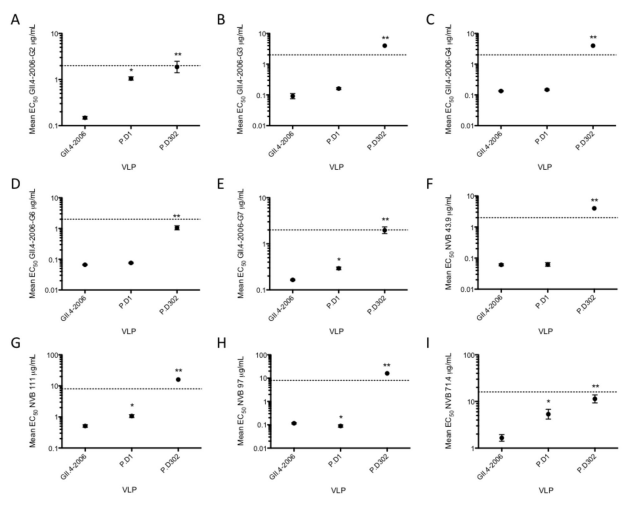 A
Mean EC50 GII.4-2006-G2 µg/mL
10
1
0.1
*
**
GII.4-2006
P.D1
P.D302
VLP
B
Mean EC50 GII.4-2006-G3 µg/mL
10
1
0.1
0.01
**
GII.4-2006
P.D1
P.D302
VLP
C
Mean EC50 GII.4-2006-G4 µg/mL
10
1
0.1
0.01
**
GII.4-2006
P.D1
P.D302
VLP
D
Mean EC50 GII.4-2006-G6 µg/mL
10
1
0.1
0.01
**
GII.4-2006
P.D1
P.D302
VLP
E
Mean EC50 GII.4-2006-G7 µg/mL
10
1
0.1
*
**
GII.4-2006
P.D1
P.D302
VLP
F
Mean EC50 NVB 43.9 µg/mL
10
1
0.1
0.01
**
GII.4-2006
P.D1
P.D302
VLP
G
Mean EC50 NVB 111 µg/mL
100
10
1
0.1
*
**
GII.4-2006
P.D1
P.D302
VLP
H
Mean EC50 NVB 97 µg/mL
100
10
1
0.1
0.01
*
**
GII.4-2006
P.D1
P.D302
VLP
I
Mean EC50 NVB 71.4 µg/mL
100
10
1
*
**
GII.4-2006
P.D1
P.D302
VLP